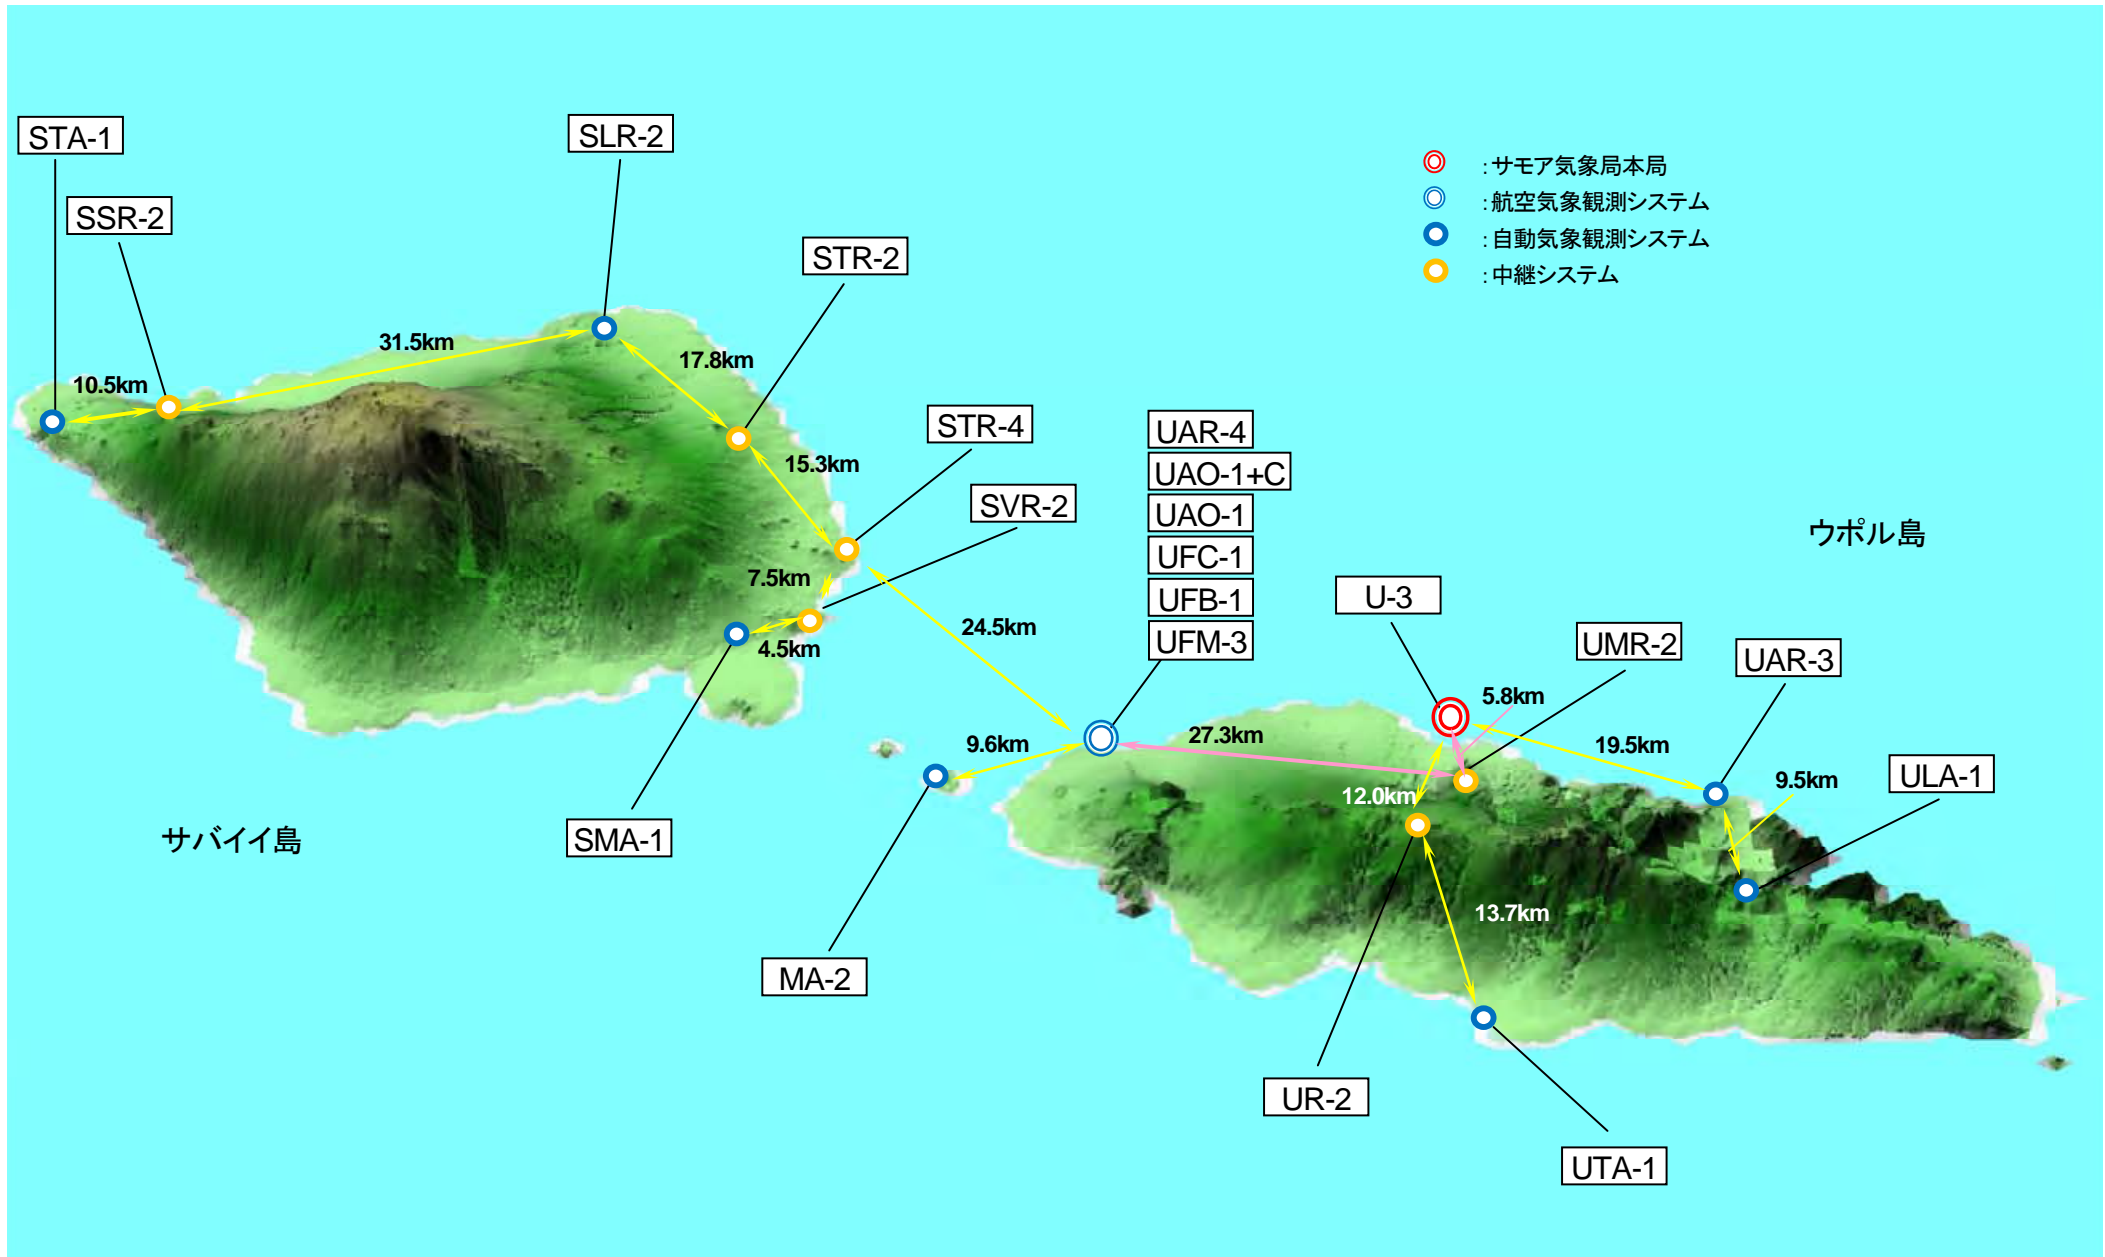 STA-1
SLR-2
SSR-2
STR-2
:サモア気象局本局
:航空気象観測システム
:自動気象観測システム
:中継システム
31.5km
17.8km
10.5km
STR-4
15.3km
SVR-2
7.5km
4.5km
24.5km
UAR-4
UAO-1+C
UAO-1
UFC-1
UFB-1
UFM-3
ウポル島
U-3
UMR-2
UAR-3
5.8km
27.3km
19.5km
9.6km
9.5km
ULA-1
12.0km
サバイイ島
SMA-1
13.7km
MA-2
UR-2
UTA-1